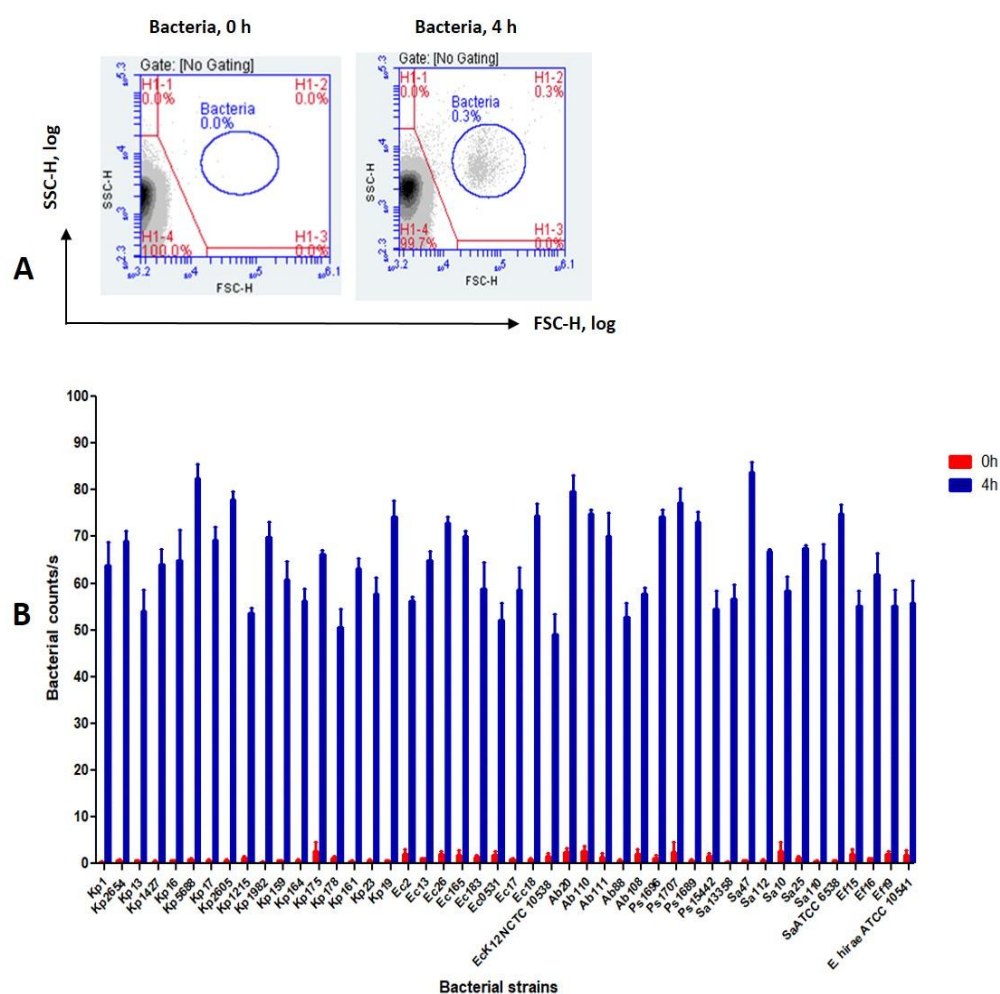 Bacteria, 0 h
Bacteria, 4 h
Gate: [No Gating]
H1-1
0.0%
H1-2
0.0%
Bacteria
0.0%
H1-4
100.0%
H1-3
0.0%
SSC-H
FSC-H
Gate: [No Gating]
H1-1
0.0%
H1-2
0.3%
Bacteria
0.3%
H1-4
99.7%
H1-3
0.0%
SSC-H
FSC-H
SSC-H, log
A
FSC-H, log
B
Bacterial counts/s
100
90
80
70
60
50
40
30
20
10
0
0h
4h
Kp1
Kp2654
Kp13
Kp1427
Kp16
Kp5688
Kp17
Kp2605
Kp1215
Kp1982
Kp159
Kp164
Kp175
Kp178
Kp161
Kp23
Kp19
Ec2
Ec13
Ec26
Ec165
Ec183
Ec0531
Ec17
Ec18
EcK12 NCTC 10538
Ab20
Ab110
Ab111
Ab88
Abj08
Ps1696
Ps1707
Ps1689
Ps15442
Sa13358
Sa47
Sa112
Sa10
Sa25
Sa110
SaATCC 6538
Ef15
Ef16
Ef19
E. hirae ATCC 10541
Bacterial strains